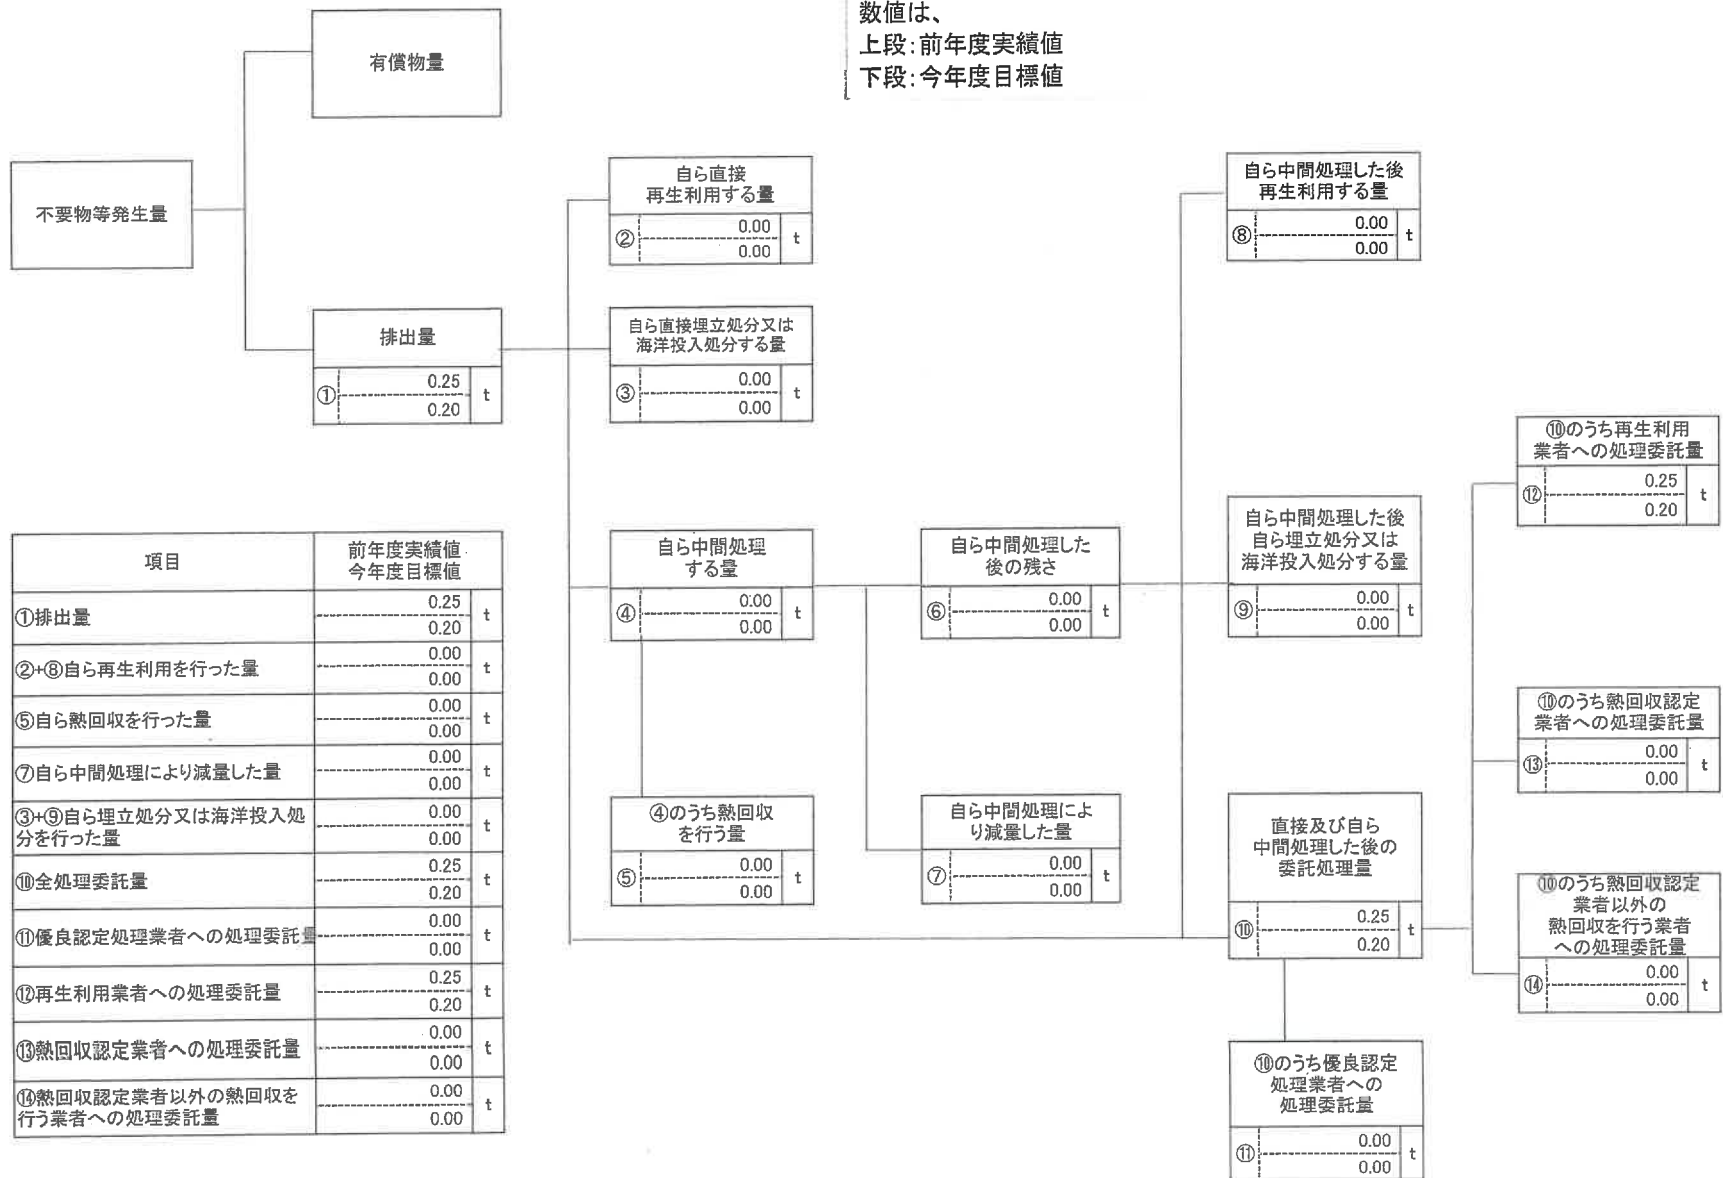 数値は、
上段:前年度実績値
下段:今年度目標値
有償物量
不要物等発生量
排出量
①
0.25
0.20
t
自ら直接
再生利用する量
②
0.00
0.00
t
自ら直接埋立処分又は
海洋投入処分する量
③
0.00
0.00
t
自ら中間処理
する量
④
0.00
0.00
t
④のうち熱回収
を行う量
⑤
0.00
0.00
t
自ら中間処理した
後の残さ
⑥
0.00
0.00
t
自ら中間処理によ
り減量した量
⑦
0.00
0.00
t
自ら中間処理した後
再生利用する量
⑧
0.00
0.00
t
自ら中間処理した後
自ら埋立処分又は
海洋投入処分する量
⑨
0.00
0.00
t
直接及び自ら
中間処理した後の
委託処理量
⑩
0.25
0.20
t
⑩のうち優良認定
処理業者への
処理委託量
⑪
0.00
0.00
t
⑩のうち再生利用
業者への処理委託量
⑫
0.25
0.20
t
⑩のうち熱回収認定
業者への処理委託量
⑬
0.00
0.00
t
⑩のうち熱回収認定
業者以外の
熱回収を行う業者
への処理委託量
⑭
0.00
0.00
t
項目
前年度実績値
今年度目標値
①排出量
0.25
0.20
t
②+⑧自ら再生利用を行った量
0.00
0.00
t
⑤自ら熱回収を行った量
0.00
0.00
t
⑦自ら中間処理により減量した量
0.00
0.00
t
③+⑨自ら埋立処分又は海洋投入処
分を行った量
0.00
0.00
t
⑩全処理委託量
0.25
0.20
t
⑪優良認定処理業者への処理委託量
0.00
0.00
t
⑫再生利用業者への処理委託量
0.25
0.20
t
⑬熱回収認定業者への処理委託量
0.00
0.00
t
⑭熱回収認定業者以外の熱回収を
行う業者への処理委託量
0.00
0.00
t